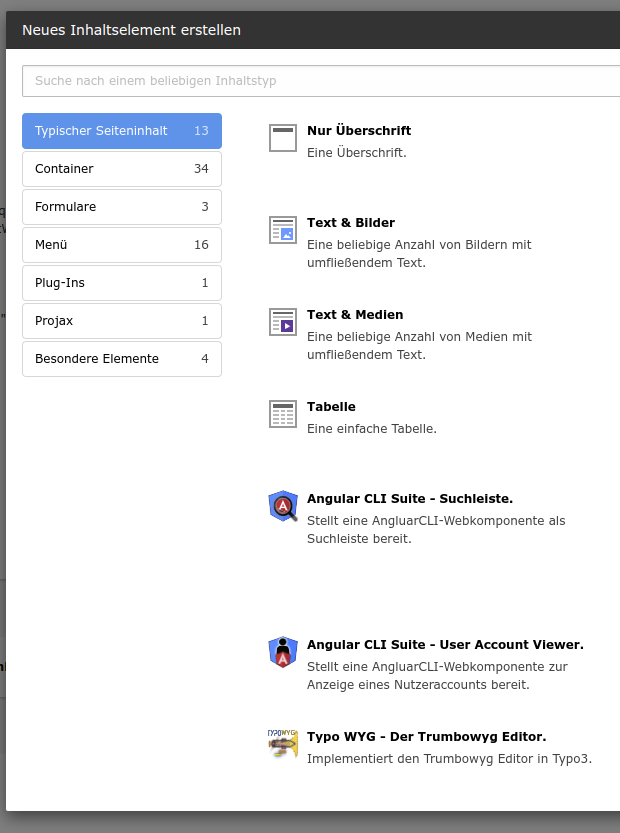 Neues Inhaltselement erstellen
Suche nach einem beliebigen Inhaltstyp
Typischer Seiteninhalt 13
Container 34
Formulare 3
Menü 16
Plug-Ins 1
Projax 1
Besondere Elemente 4
Nur Überschrift
Eine Überschrift.
Text & Bilder
Eine beliebige Anzahl von Bildern mit
umfließendem Text.
Text & Medien
Eine beliebige Anzahl von Medien mit
umfließendem Text.
Tabelle
Eine einfache Tabelle.
Angular CLI Suite - Suchleiste.
Stellt eine AngluarCLI-Webkomponente als
Suchleiste bereit.
Angular CLI Suite - User Account Viewer.
Stellt eine AngluarCLI-Webkomponente zur
Anzeige eines Nutzeraccounts bereit.
TYPOWYG
Typo WYG - Der Trumbowyg Editor.
Implementiert den Trumbowyg Editor in Typo3.